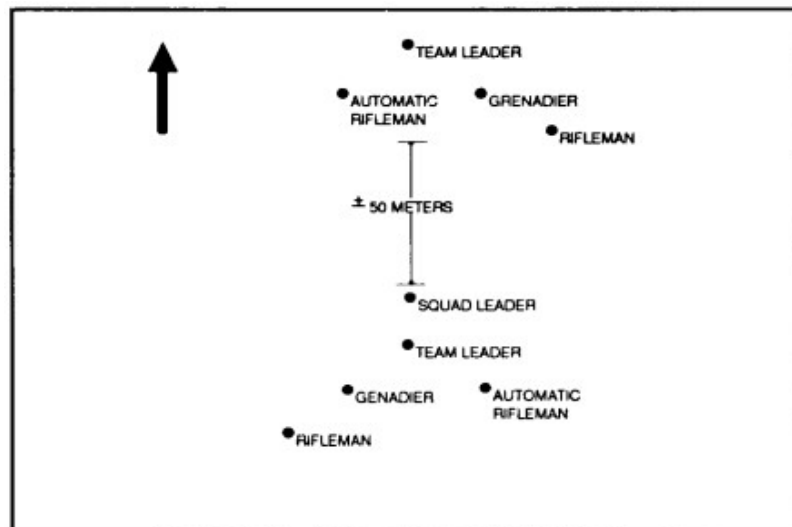 TEAM LEADER
AUTOMATIC
RIFLEMAN
GRENADIER
RIFLEMAN
± 50 METERS
SQUAD LEADER
TEAM LEADER
GENADIER
AUTOMATIC
RIFLEMAN
RIFLEMAN